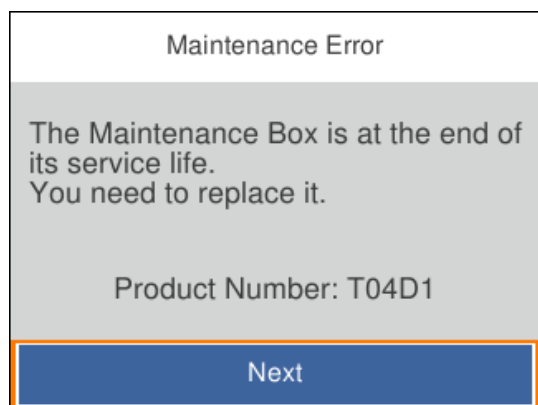 Maintenance Error
The Maintenance Box is at the end of
its service life.
You need to replace it.
Product Number: T04D1
Next